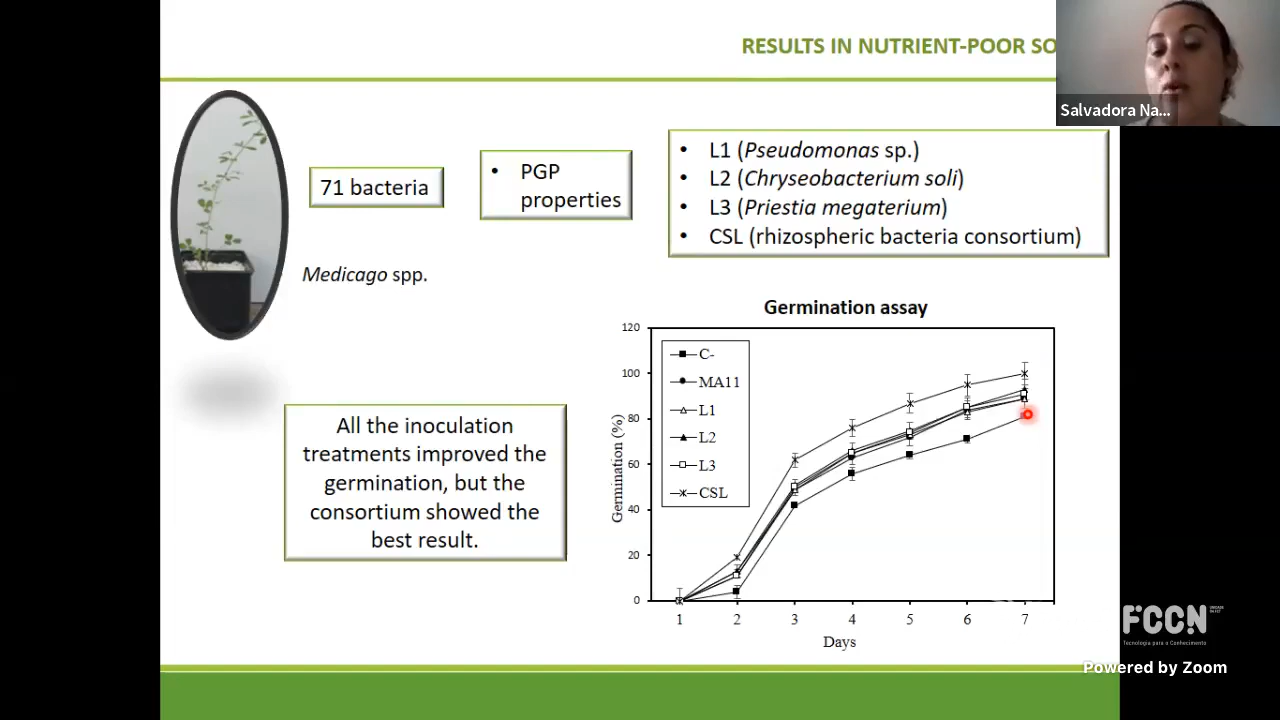 RESULTS IN NUTRIENT-POOR SO
Salvadora Na...
71 bacteria
• PGP
properties
• L1 (Pseudomonas sp.)
• L2 (Chryseobacterium soli)
• L3 (Priestia megaterium)
• CSL (rhizospheric bacteria consortium)
Medicago spp.
All the inoculation
treatments improved the
germination, but the
consortium showed the
best result.
Germination assay
Germination (%)
120
100
80
60
40
20
0
C-
MA11
L1
L2
L3
CSL
1 2 3 4 5 6 7
Days
FCCN
Tecnologia para o Conhecimento
Powered by Zoom